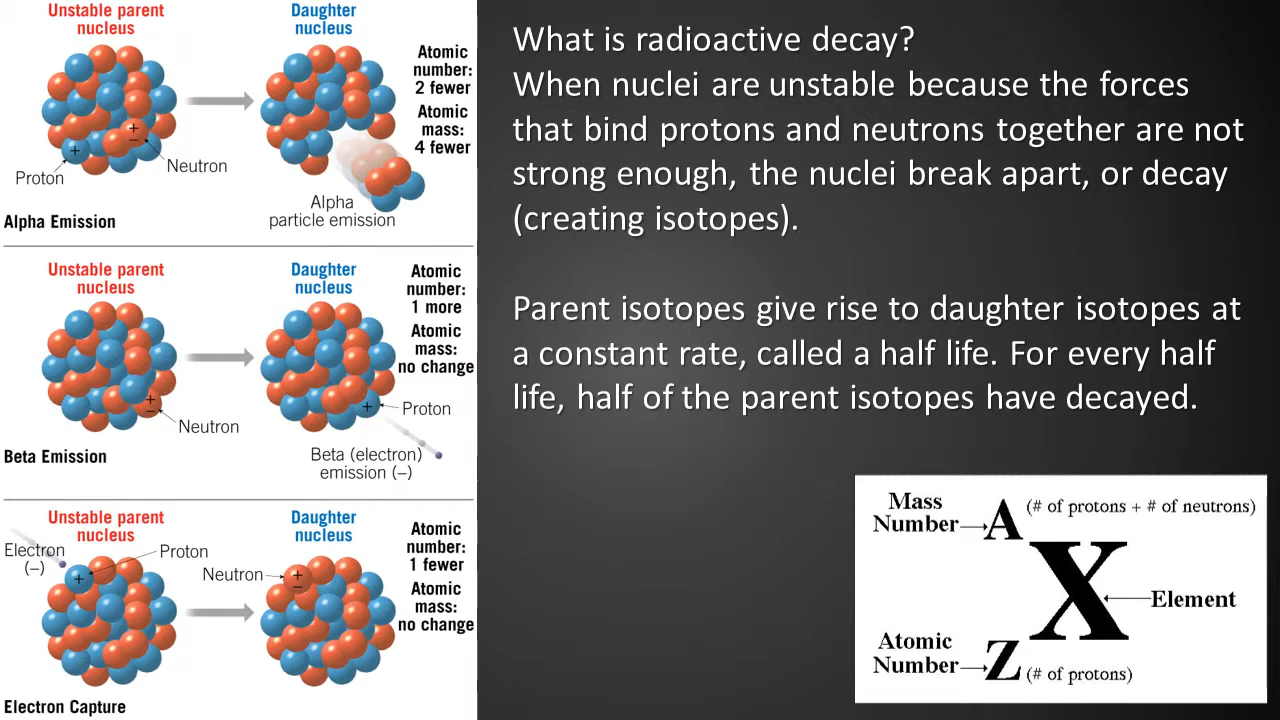 Unstable parent
nucleus
Daughter
nucleus
Atomic
number:
2 fewer
Atomic
mass:
4 fewer
+
−
+
Neutron
Proton
Alpha
particle emission
Alpha Emission
Unstable parent
nucleus
Daughter
nucleus
Atomic
number:
1 more
Atomic
mass:
no change
+
−
Neutron
+
Proton
Beta (electron)
emission (–)
Beta Emission
Unstable parent
nucleus
Daughter
nucleus
Atomic
number:
1 fewer
Atomic
mass:
no change
Electron
(–)
Proton
+
Neutron
+
−
Electron Capture
What is radioactive decay?
When nuclei are unstable because the forces
that bind protons and neutrons together are not
strong enough, the nuclei break apart, or decay
(creating isotopes).
Parent isotopes give rise to daughter isotopes at
a constant rate, called a half life. For every half
life, half of the parent isotopes have decayed.
Mass
Number
A
(# of protons + # of neutrons)
X
Element
Atomic
Number
Z
(# of protons)